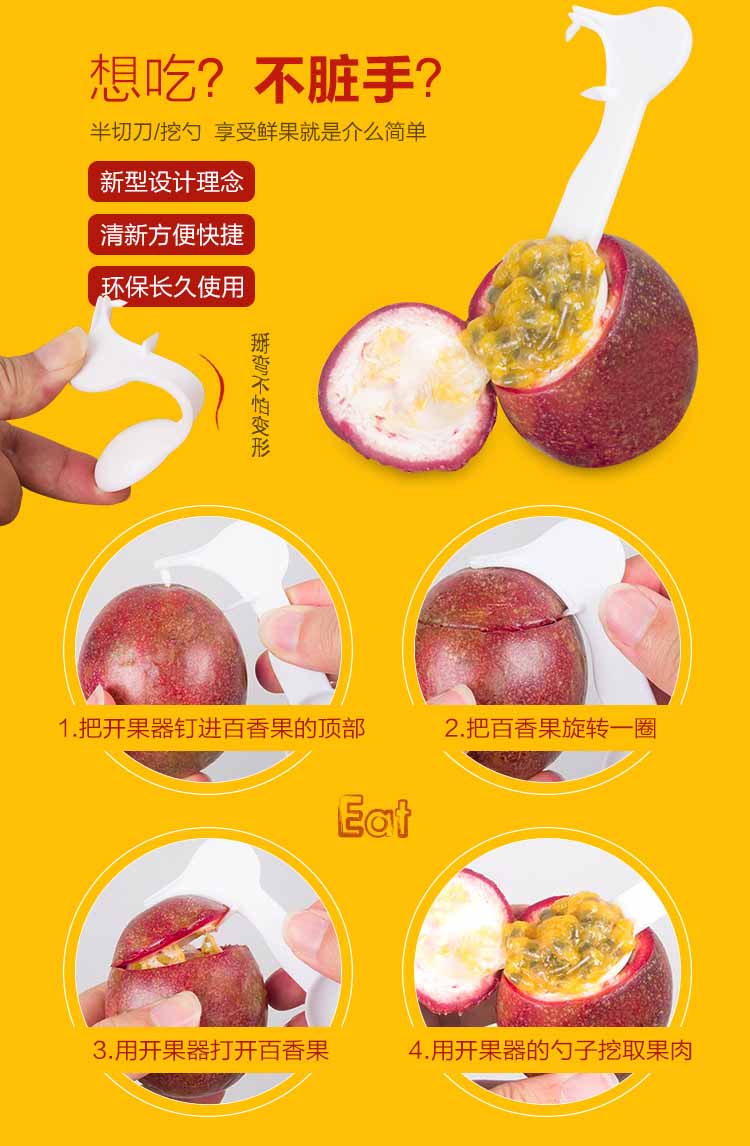 想吃？不脏手？
半切刀/挖勺 享受鲜果就是介么简单
新型设计理念
清新方便快捷
环保长久使用
掰弯不怕变形
1.把开果器钉进百香果的顶部
2.把百香果旋转一圈
Eat
3.用开果器打开百香果
4.用开果器的勺子挖取果肉